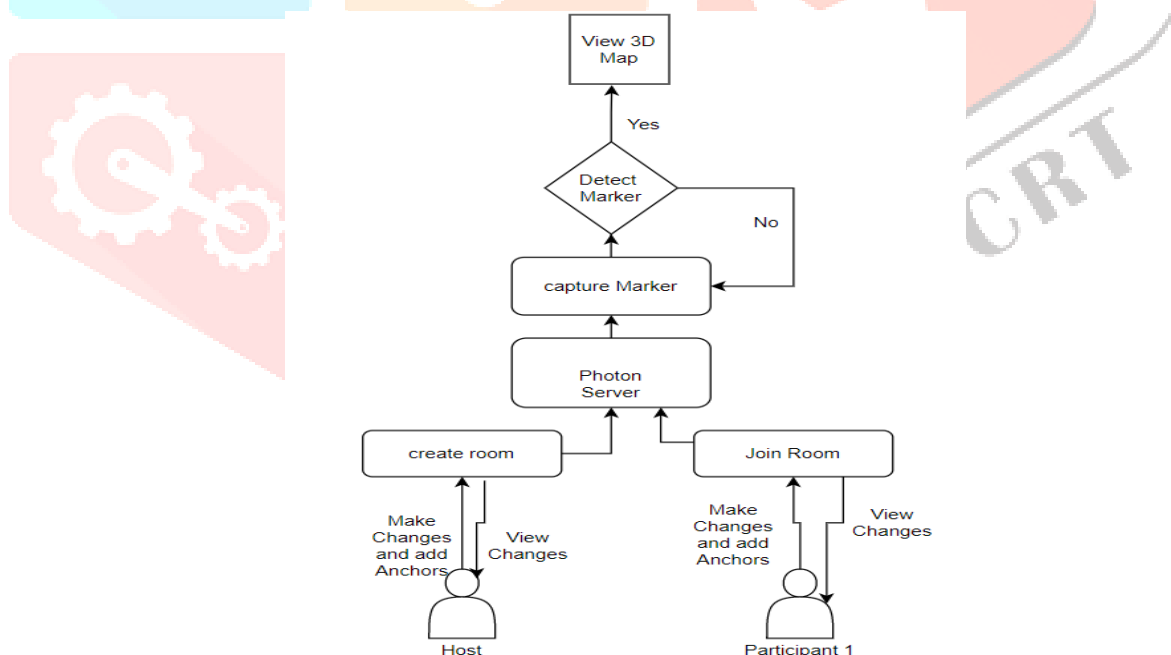 View 3D
Map
Yes
Detect
Marker
No
capture Marker
Photon
Server
create room
Join Room
Make
Changes
and add
Anchors
View
Changes
Make
Changes
and add
Anchors
View
Changes
Host
Participant 1
CRT